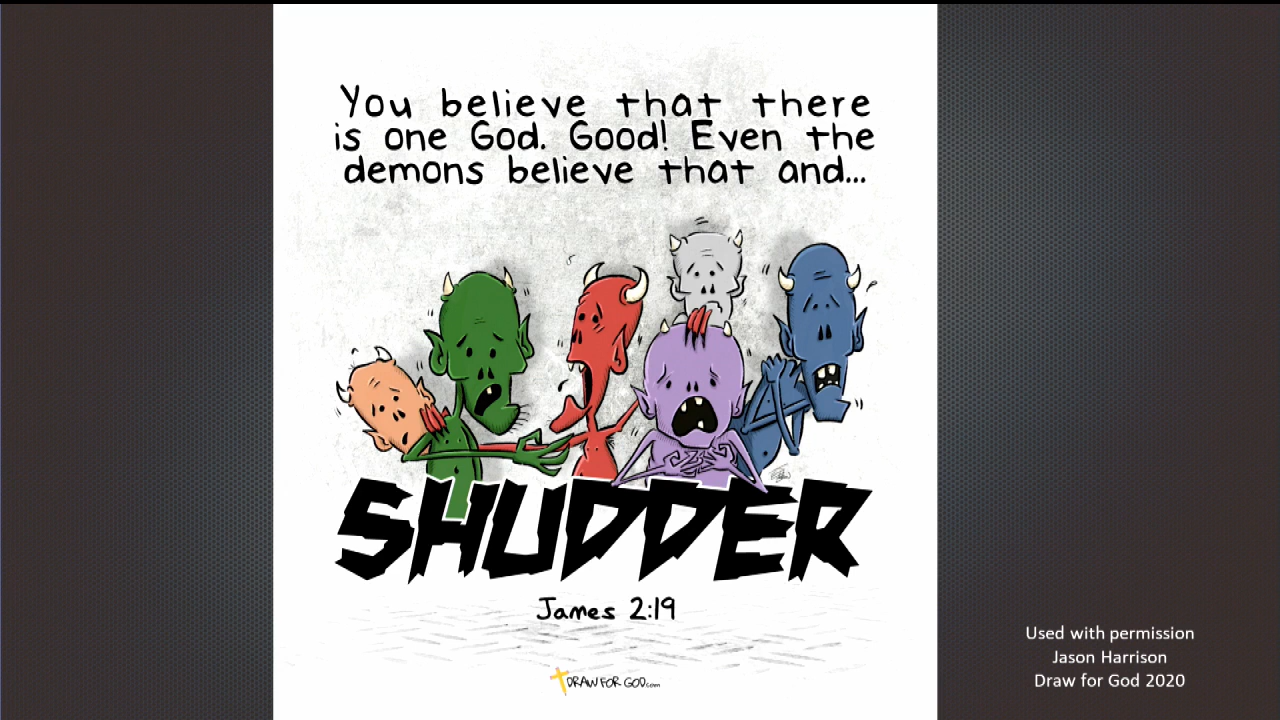 You believe that there
is one God. Good! Even the
demons believe that and...
SHUDDER
James 2:19
DRAW FOR GOD.com
Used with permission
Jason Harrison
Draw for God 2020